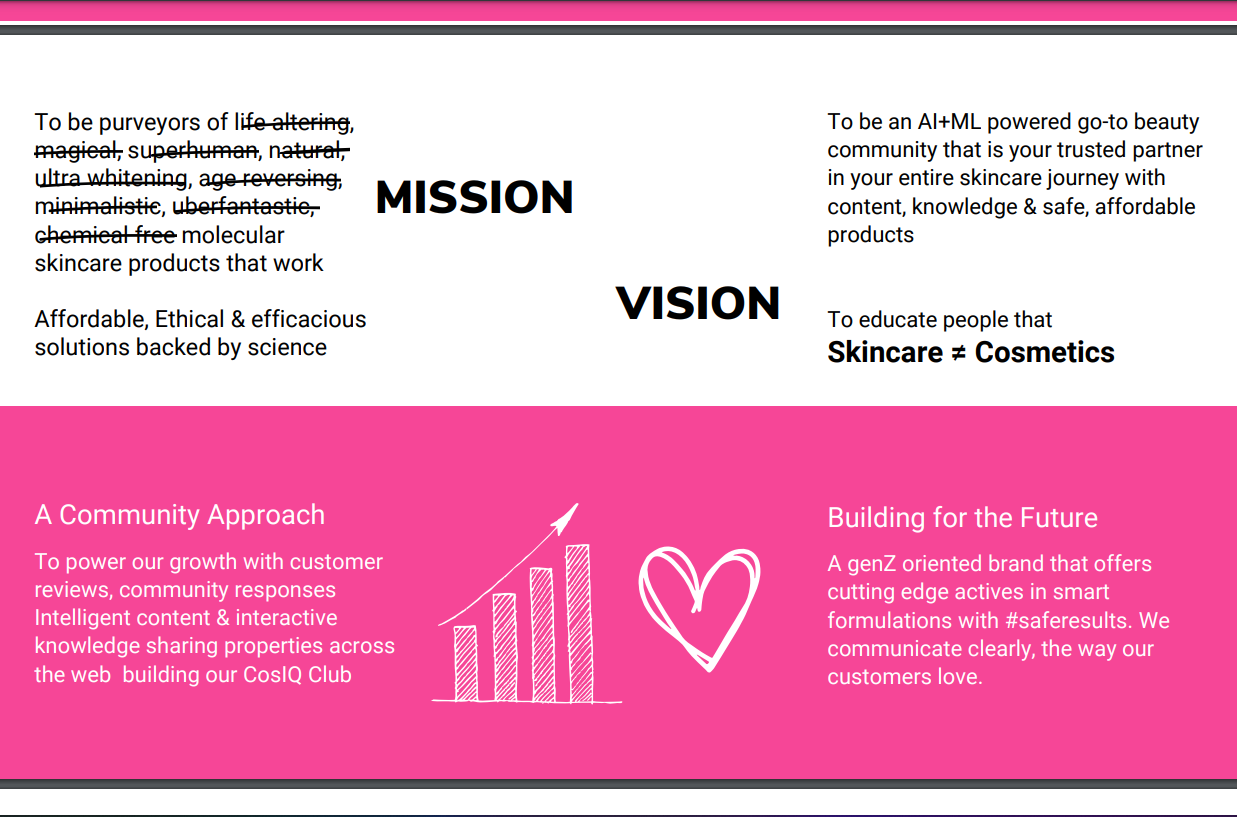 To be purveyors of life altering,
magical, superhuman, natural,
ultra whitening, age reversing,
minimalistic, uberfantastic,
chemical free molecular
skincare products that work
Affordable, Ethical & efficacious
solutions backed by science
MISSION
VISION
To be an AI+ML powered go-to beauty
community that is your trusted partner
in your entire skincare journey with
content, knowledge & safe, affordable
products
To educate people that
Skincare ≠ Cosmetics
A Community Approach
To power our growth with customer
reviews, community responses
Intelligent content & interactive
knowledge sharing properties across
the web  building our CosIQ Club
Building for the Future
A genZ oriented brand that offers
cutting edge actives in smart
formulations with #saferesults. We
communicate clearly, the way our
customers love.